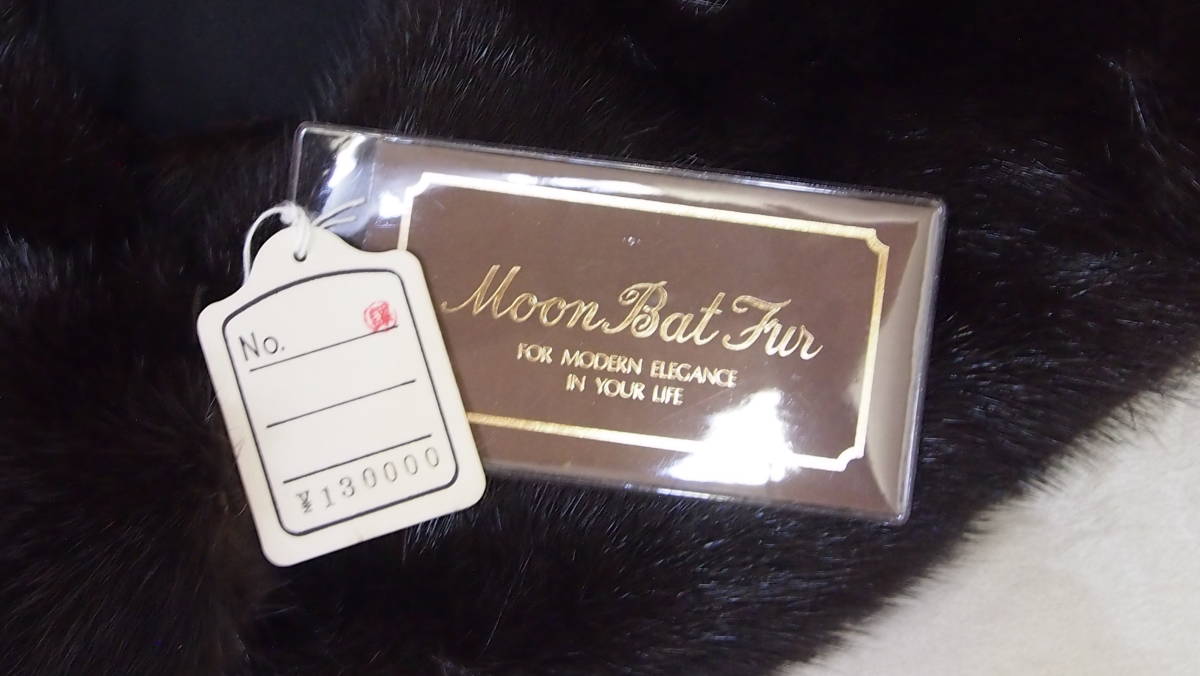 Moon Bat Fur
FOR MODERN ELEGANCE
IN YOUR LIFE
No.
¥130000